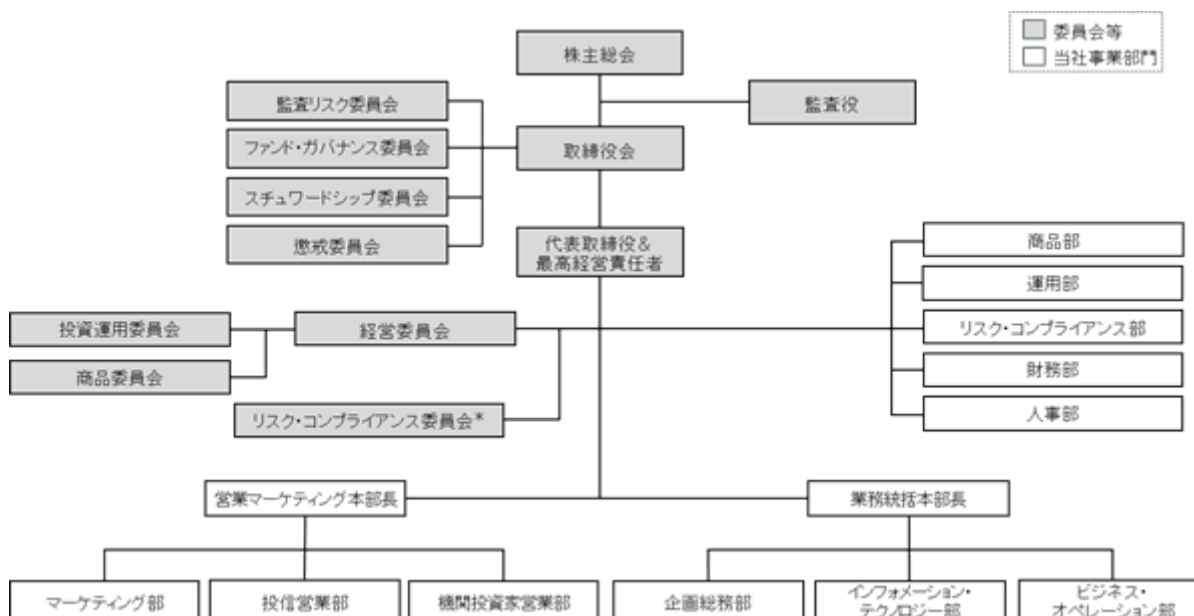 委員会等
当社事業部門
株主総会
監査役
監査リスク委員会
ファンド・ガバナンス委員会
取締役会
スチュワードシップ委員会
懲戒委員会
代表取締役&
最高経営責任者
商品部
運用部
リスク・コンプライアンス部
財務部
人事部
投資運用委員会
経営委員会
商品委員会
リスク・コンプライアンス委員会*
営業マーケティング本部長
業務統括本部長
マーケティング部
投信営業部
機関投資家営業部
企画総務部
インフォメーション・
テクノロジー部
ビジネス・
オペレーション部